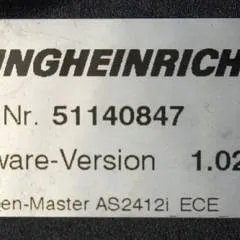 NGHEINRICH
Nr. 51140847
ware-Version 1.02
en-Master AS2412i ECE